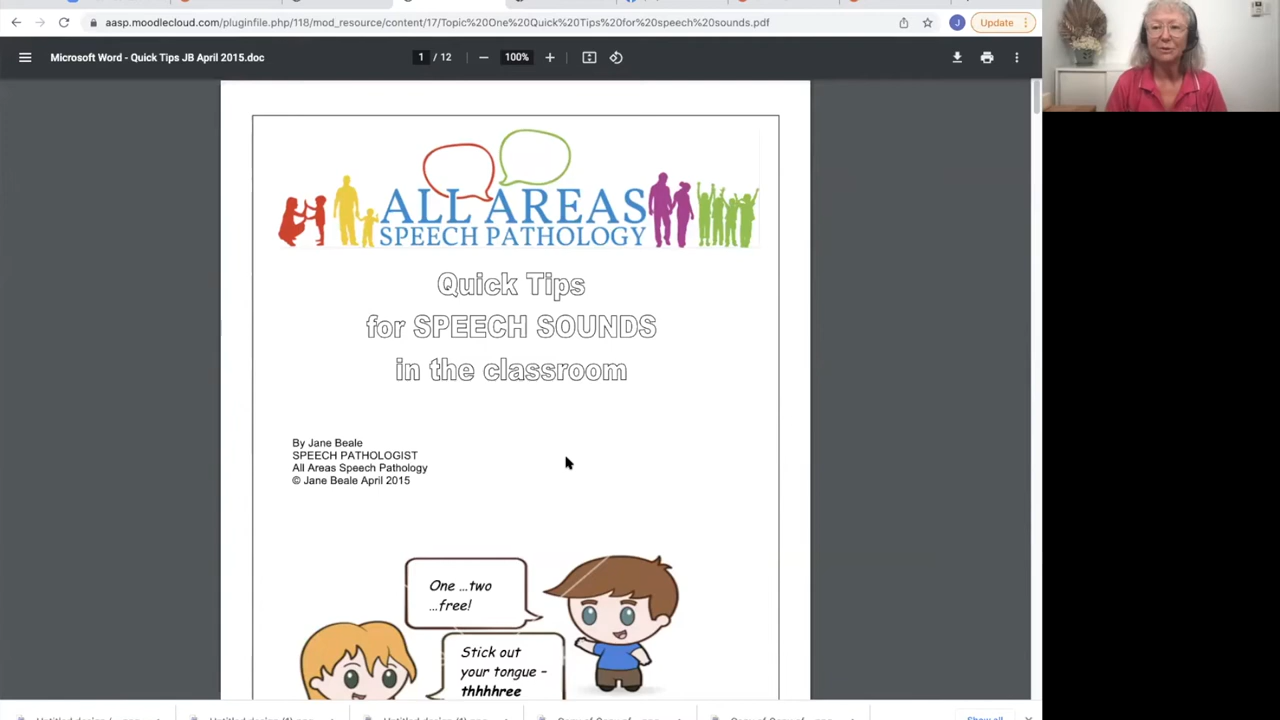 aasp.moodlecloud.com/pluginfile.php/118/mod_resource/content/17/Topic%20One%20Quick%20Tips%20for%20speech%20sounds.pdf
J
Update
Microsoft Word - Quick Tips JB April 2015.doc
1 / 12
100%
ALL AREAS
SPEECH PATHOLOGY
Quick Tips
for SPEECH SOUNDS
in the classroom
By Jane Beale
SPEECH PATHOLOGIST
All Areas Speech Pathology
© Jane Beale April 2015
One ...two
...free!
Stick out
your tongue -
thhhhree